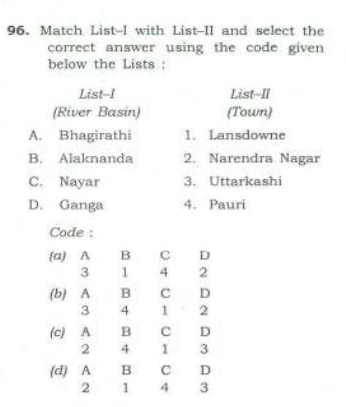 96. Match List–I with List–II and select the
correct answer using the code given
below the Lists :
List–I List–II
(River Basin) (Town)
A. Bhagirathi 1. Lansdowne
B. Alaknanda 2. Narendra Nagar
C. Nayar 3. Uttarkashi
D. Ganga 4. Pauri
Code :
(a) A B C D
3 1 4 2
(b) A B C D
3 4 1 2
(c) A B C D
2 4 1 3
(d) A B C D
2 1 4 3